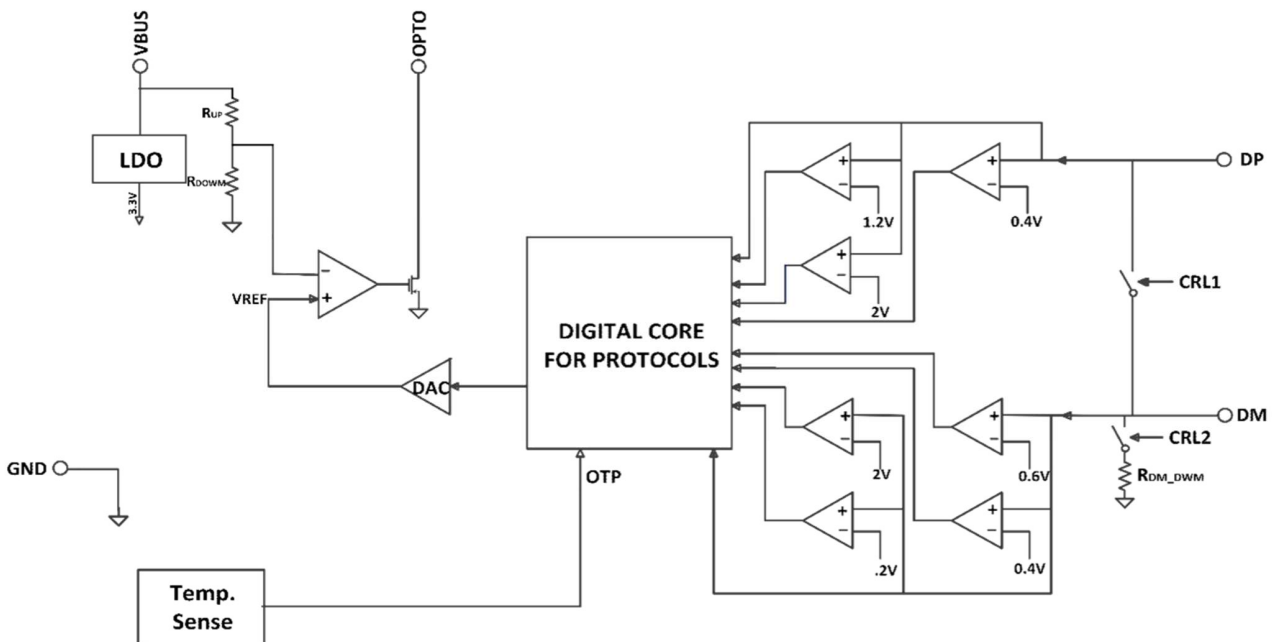 VBUS
OPTO
RUP
LDO
RDOWM
3.3V
1.2V
0.4V
DP
2V
CRL1
VREF
DIGITAL CORE
FOR PROTOCOLS
DAC
DM
CRL2
2V
0.6V
RDM_DWM
GND
OTP
.2V
0.4V
Temp.
Sense